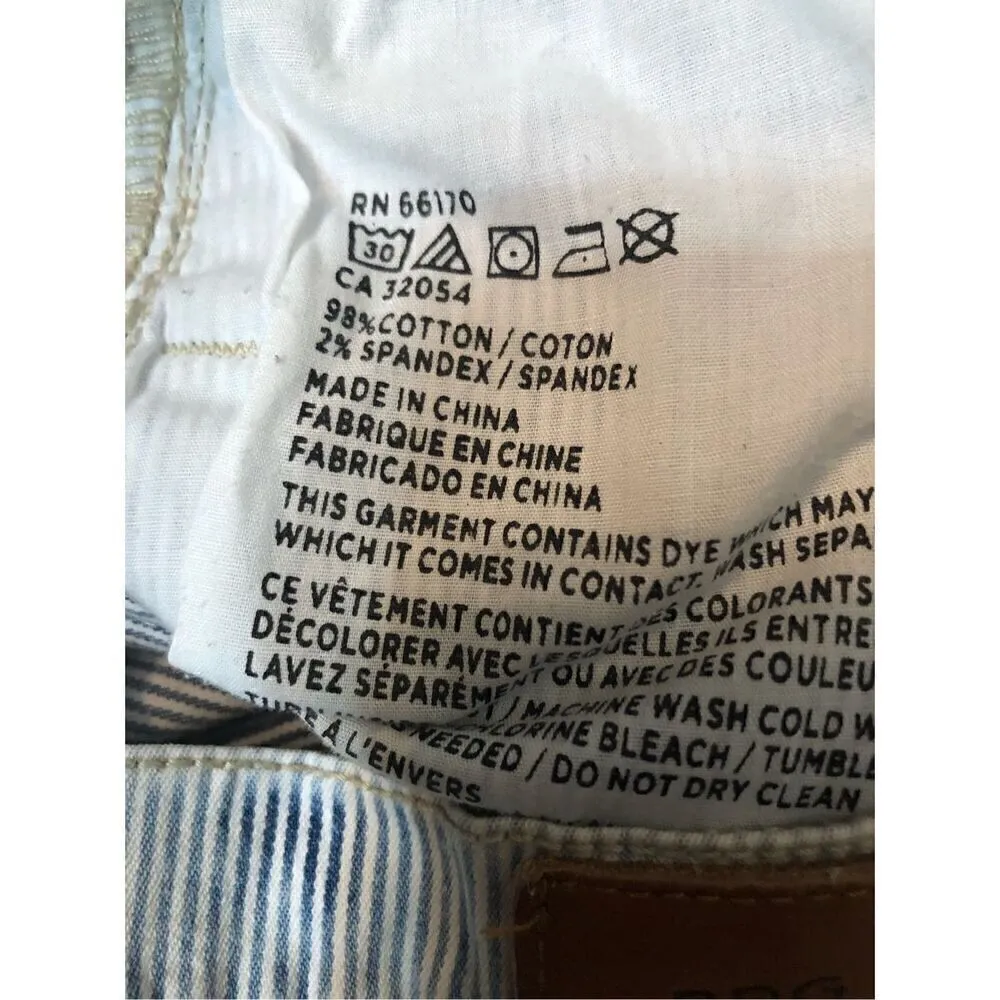 RN 66170
30
CA 32054
98% COTTON / COTON
2% SPANDEX / SPANDEX
MADE IN CHINA
FABRIQUE EN CHINE
FABRICADO EN CHINA
THIS GARMENT CONTAINS DYE WHICH MAY
WHICH IT COMES IN CONTACT. WASH SEPA
CE VÊTEMENT CONTIENT DES COLORANTS
DÉCOLORER AVEC LESQUELLES ILS ENTRE
LAVEZ SÉPARÉMENT OU AVEC DES COULEU
MACHINE WASH COLD W
CHLORINE BLEACH / TUMBLE
NEEDED / DO NOT DRY CLEAN
À L'ENVERS